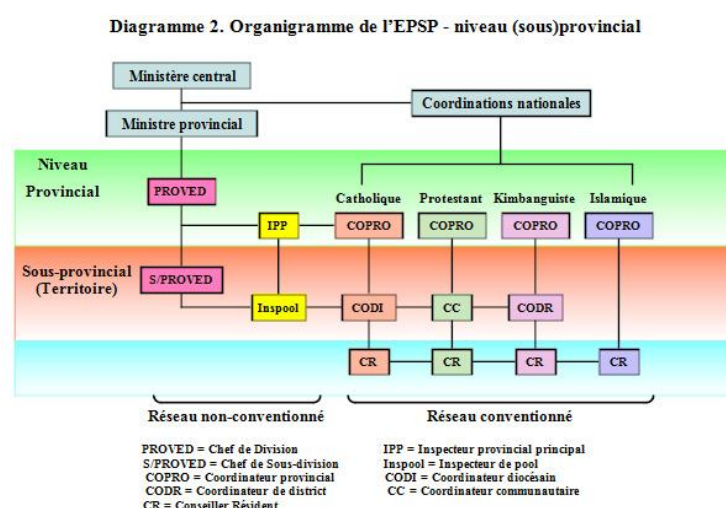 Diagramme 2. Organigramme de l'EPSP - niveau (sous)provincial
Ministère central
Coordinations nationales
Ministre provincial
Niveau
Provincial
PROVED
Catholique Protestant Kimbanguiste Islamique
IPP COPRO COPRO COPRO COPRO
Sous-provincial
(Territoire)
S/PROVED
Inspool CODI CC CODR
CR CR CR CR
Réseau non-conventionné Réseau conventionné
PROVED = Chef de Division
S/PROVED = Chef de Sous-division
COPRO = Coordinateur provincial
CODR = Coordinateur de district
CR = Conseiller Résident
IPP = Inspecteur provincial principal
Inspool = Inspecteur de pool
CODI = Coordinateur diocésain
CC = Coordinateur communautaire